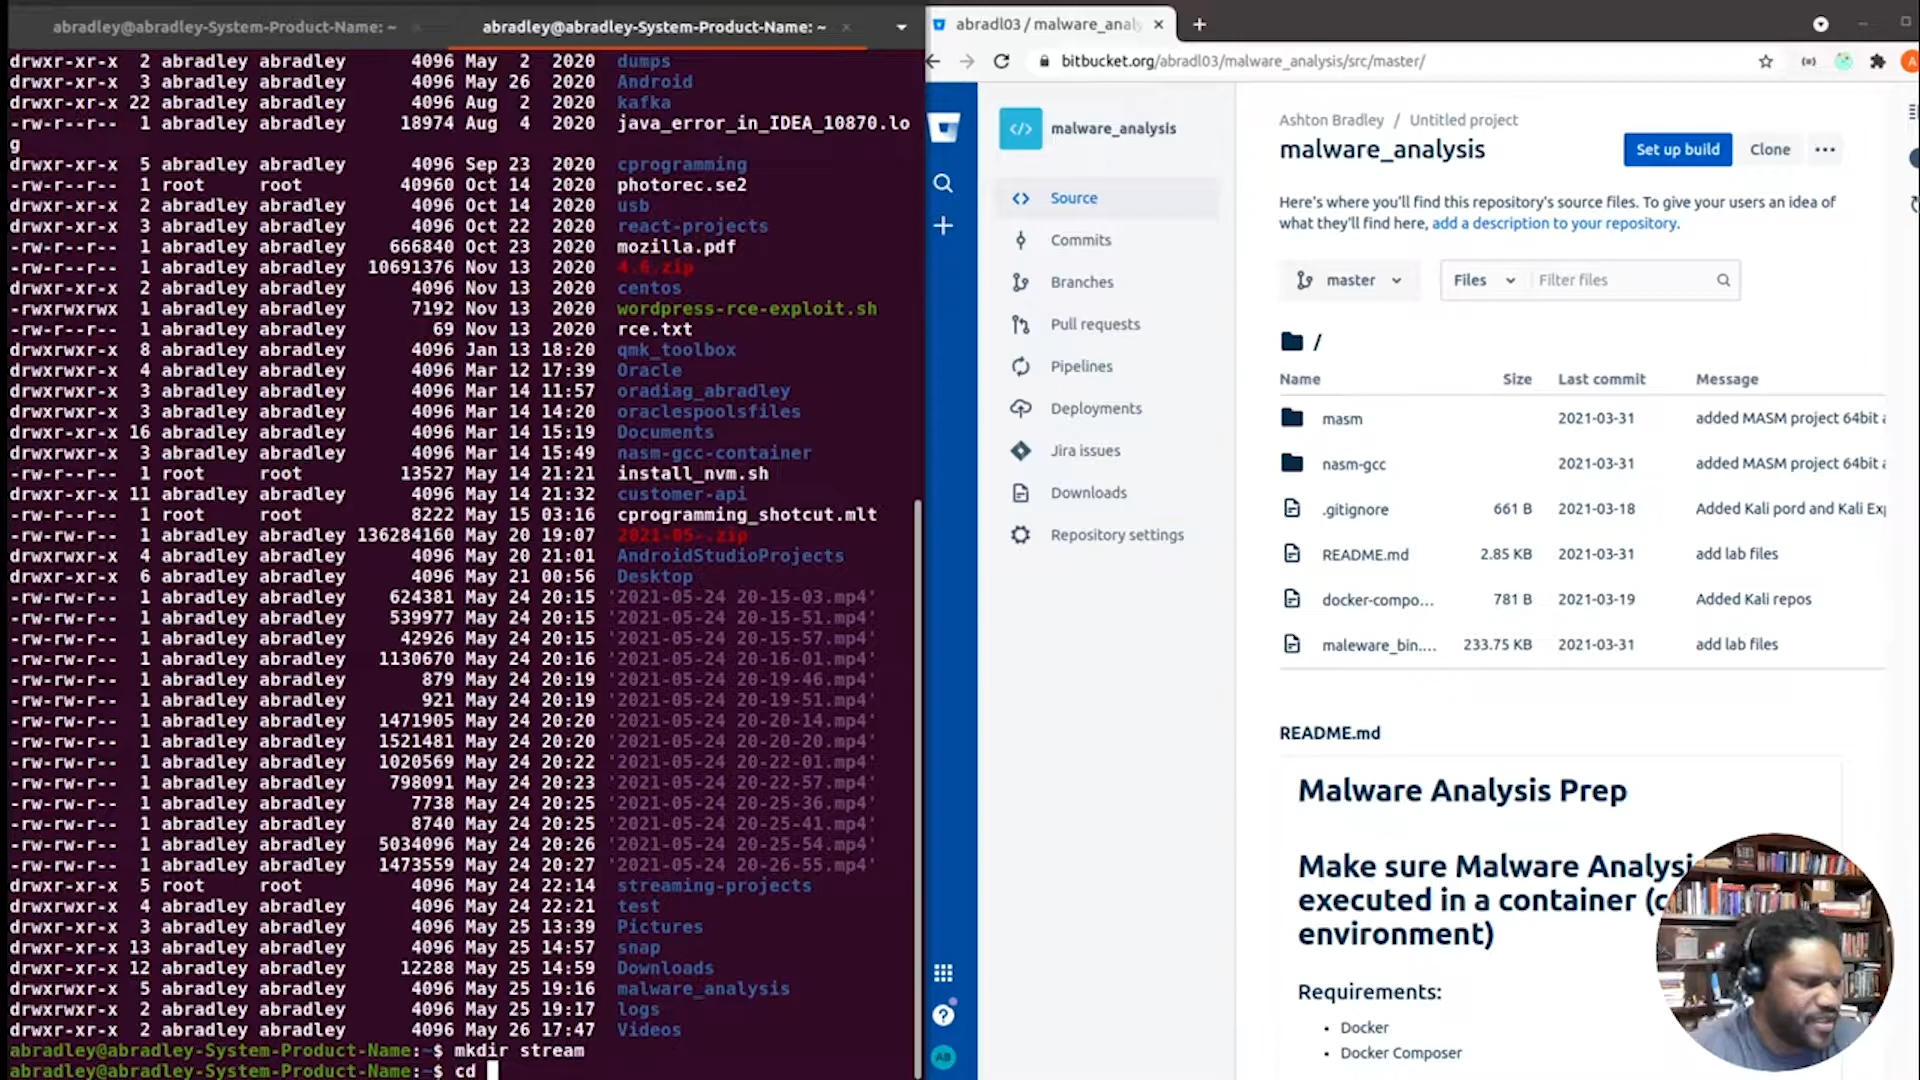 abradley@abradley-System-Product-Name: ~
abradley@abradley-System-Product-Name: ~
drwxr-xr-x 2 abradley abradley 4096 May 2 2020 dumps
drwxr-xr-x 3 abradley abradley 4096 May 26 2020 Android
drwxrwxr-x 22 abradley abradley 4096 Aug 2 2020 kafka
-rw-r--r-- 1 abradley abradley 18974 Aug 4 2020 java_error_in_IDEA_10870.lo
g
drwxr-xr-x 5 abradley abradley 4096 Sep 23 2020 cprogramming
-rw-r--r-- 1 root root 40960 Oct 14 2020 photorec.se2
drwxr-xr-x 2 abradley abradley 4096 Oct 14 2020 usb
drwxr-xr-x 3 abradley abradley 4096 Oct 22 2020 react-projects
-rw-r--r-- 1 abradley abradley 666840 Oct 23 2020 mozilla.pdf
-rw-r--r-- 1 abradley abradley 10691376 Nov 13 2020 4.6.zip
drwxr-xr-x 2 abradley abradley 4096 Nov 13 2020 centos
-rwxrwxrwx 1 abradley abradley 7192 Nov 13 2020 wordpress-rce-exploit.sh
-rw-r--r-- 1 abradley abradley 69 Nov 13 2020 rce.txt
drwxrwxr-x 8 abradley abradley 4096 Jan 13 18:20 qmk_toolbox
drwxrwxr-x 4 abradley abradley 4096 Mar 12 17:39 Oracle
drwxrwxr-x 3 abradley abradley 4096 Mar 14 11:57 oradiag_abradley
drwxrwxr-x 3 abradley abradley 4096 Mar 14 14:20 oraclespoolsfiles
drwxr-xr-x 16 abradley abradley 4096 Mar 14 15:19 Documents
drwxrwxr-x 3 abradley abradley 4096 Mar 14 15:49 nasm-gcc-container
-rw-r--r-- 1 root root 13527 May 14 21:21 install_nvm.sh
drwxrwxr-x 11 abradley abradley 4096 May 14 21:32 customer-api
-rw-r--r-- 1 root root 8222 May 15 03:16 cprogramming_shotcut.mlt
-rw-rw-r-- 1 abradley abradley 136284160 May 20 19:07 2021-05-.zip
drwxrwxr-x 4 abradley abradley 4096 May 20 21:01 AndroidStudioProjects
drwxr-xr-x 6 abradley abradley 4096 May 21 00:56 Desktop
-rw-rw-r-- 1 abradley abradley 624381 May 24 20:15 '2021-05-24 20-15-03.mp4'
-rw-rw-r-- 1 abradley abradley 539977 May 24 20:15 '2021-05-24 20-15-51.mp4'
-rw-rw-r-- 1 abradley abradley 42926 May 24 20:15 '2021-05-24 20-15-57.mp4'
-rw-rw-r-- 1 abradley abradley 1130670 May 24 20:16 '2021-05-24 20-16-01.mp4'
-rw-rw-r-- 1 abradley abradley 879 May 24 20:19 '2021-05-24 20-19-46.mp4'
-rw-rw-r-- 1 abradley abradley 921 May 24 20:19 '2021-05-24 20-19-51.mp4'
-rw-rw-r-- 1 abradley abradley 1471905 May 24 20:20 '2021-05-24 20-20-14.mp4'
-rw-rw-r-- 1 abradley abradley 1521481 May 24 20:20 '2021-05-24 20-20-20.mp4'
-rw-rw-r-- 1 abradley abradley 1020569 May 24 20:22 '2021-05-24 20-22-01.mp4'
-rw-rw-r-- 1 abradley abradley 798091 May 24 20:23 '2021-05-24 20-22-57.mp4'
-rw-rw-r-- 1 abradley abradley 7738 May 24 20:25 '2021-05-24 20-25-36.mp4'
-rw-rw-r-- 1 abradley abradley 8740 May 24 20:25 '2021-05-24 20-25-41.mp4'
-rw-rw-r-- 1 abradley abradley 5034096 May 24 20:26 '2021-05-24 20-25-54.mp4'
-rw-rw-r-- 1 abradley abradley 1473559 May 24 20:27 '2021-05-24 20-26-55.mp4'
drwxr-xr-x 5 root root 4096 May 24 22:14 streaming-projects
drwxrwxr-x 4 abradley abradley 4096 May 24 22:21 test
drwxr-xr-x 3 abradley abradley 4096 May 25 13:39 Pictures
drwxr-xr-x 13 abradley abradley 4096 May 25 14:57 snap
drwxr-xr-x 12 abradley abradley 12288 May 25 14:59 Downloads
drwxrwxr-x 5 abradley abradley 4096 May 25 19:16 malware_analysis
drwxrwxr-x 2 abradley abradley 4096 May 25 19:17 logs
drwxr-xr-x 2 abradley abradley 4096 May 26 17:47 Videos
abradley@abradley-System-Product-Name:~$ mkdir stream
abradley@abradley-System-Product-Name:~$ cd
abradl03 / malware_analy
bitbucket.org/abradl03/malware_analysis/src/master/
A
AB
malware_analysis
Source
Commits
Branches
Pull requests
Pipelines
Deployments
Jira issues
Downloads
Repository settings
Ashton Bradley / Untitled project
malware_analysis
Set up build Clone
Here's where you'll find this repository's source files. To give your users an idea of
what they'll find here, add a description to your repository.
master Files Filter files
/
Name Size Last commit Message
masm 2021-03-31 added MASM project 64bit a
nasm-gcc 2021-03-31 added MASM project 64bit a
.gitignore 661 B 2021-03-18 Added Kali pord and Kali Exp
README.md 2.85 KB 2021-03-31 add lab files
docker-compo... 781 B 2021-03-19 Added Kali repos
maleware_bin.... 233.75 KB 2021-03-31 add lab files
README.md
Malware Analysis Prep
Make sure Malware Analysi
executed in a container (c
environment)
Requirements:
• Docker
• Docker Composer